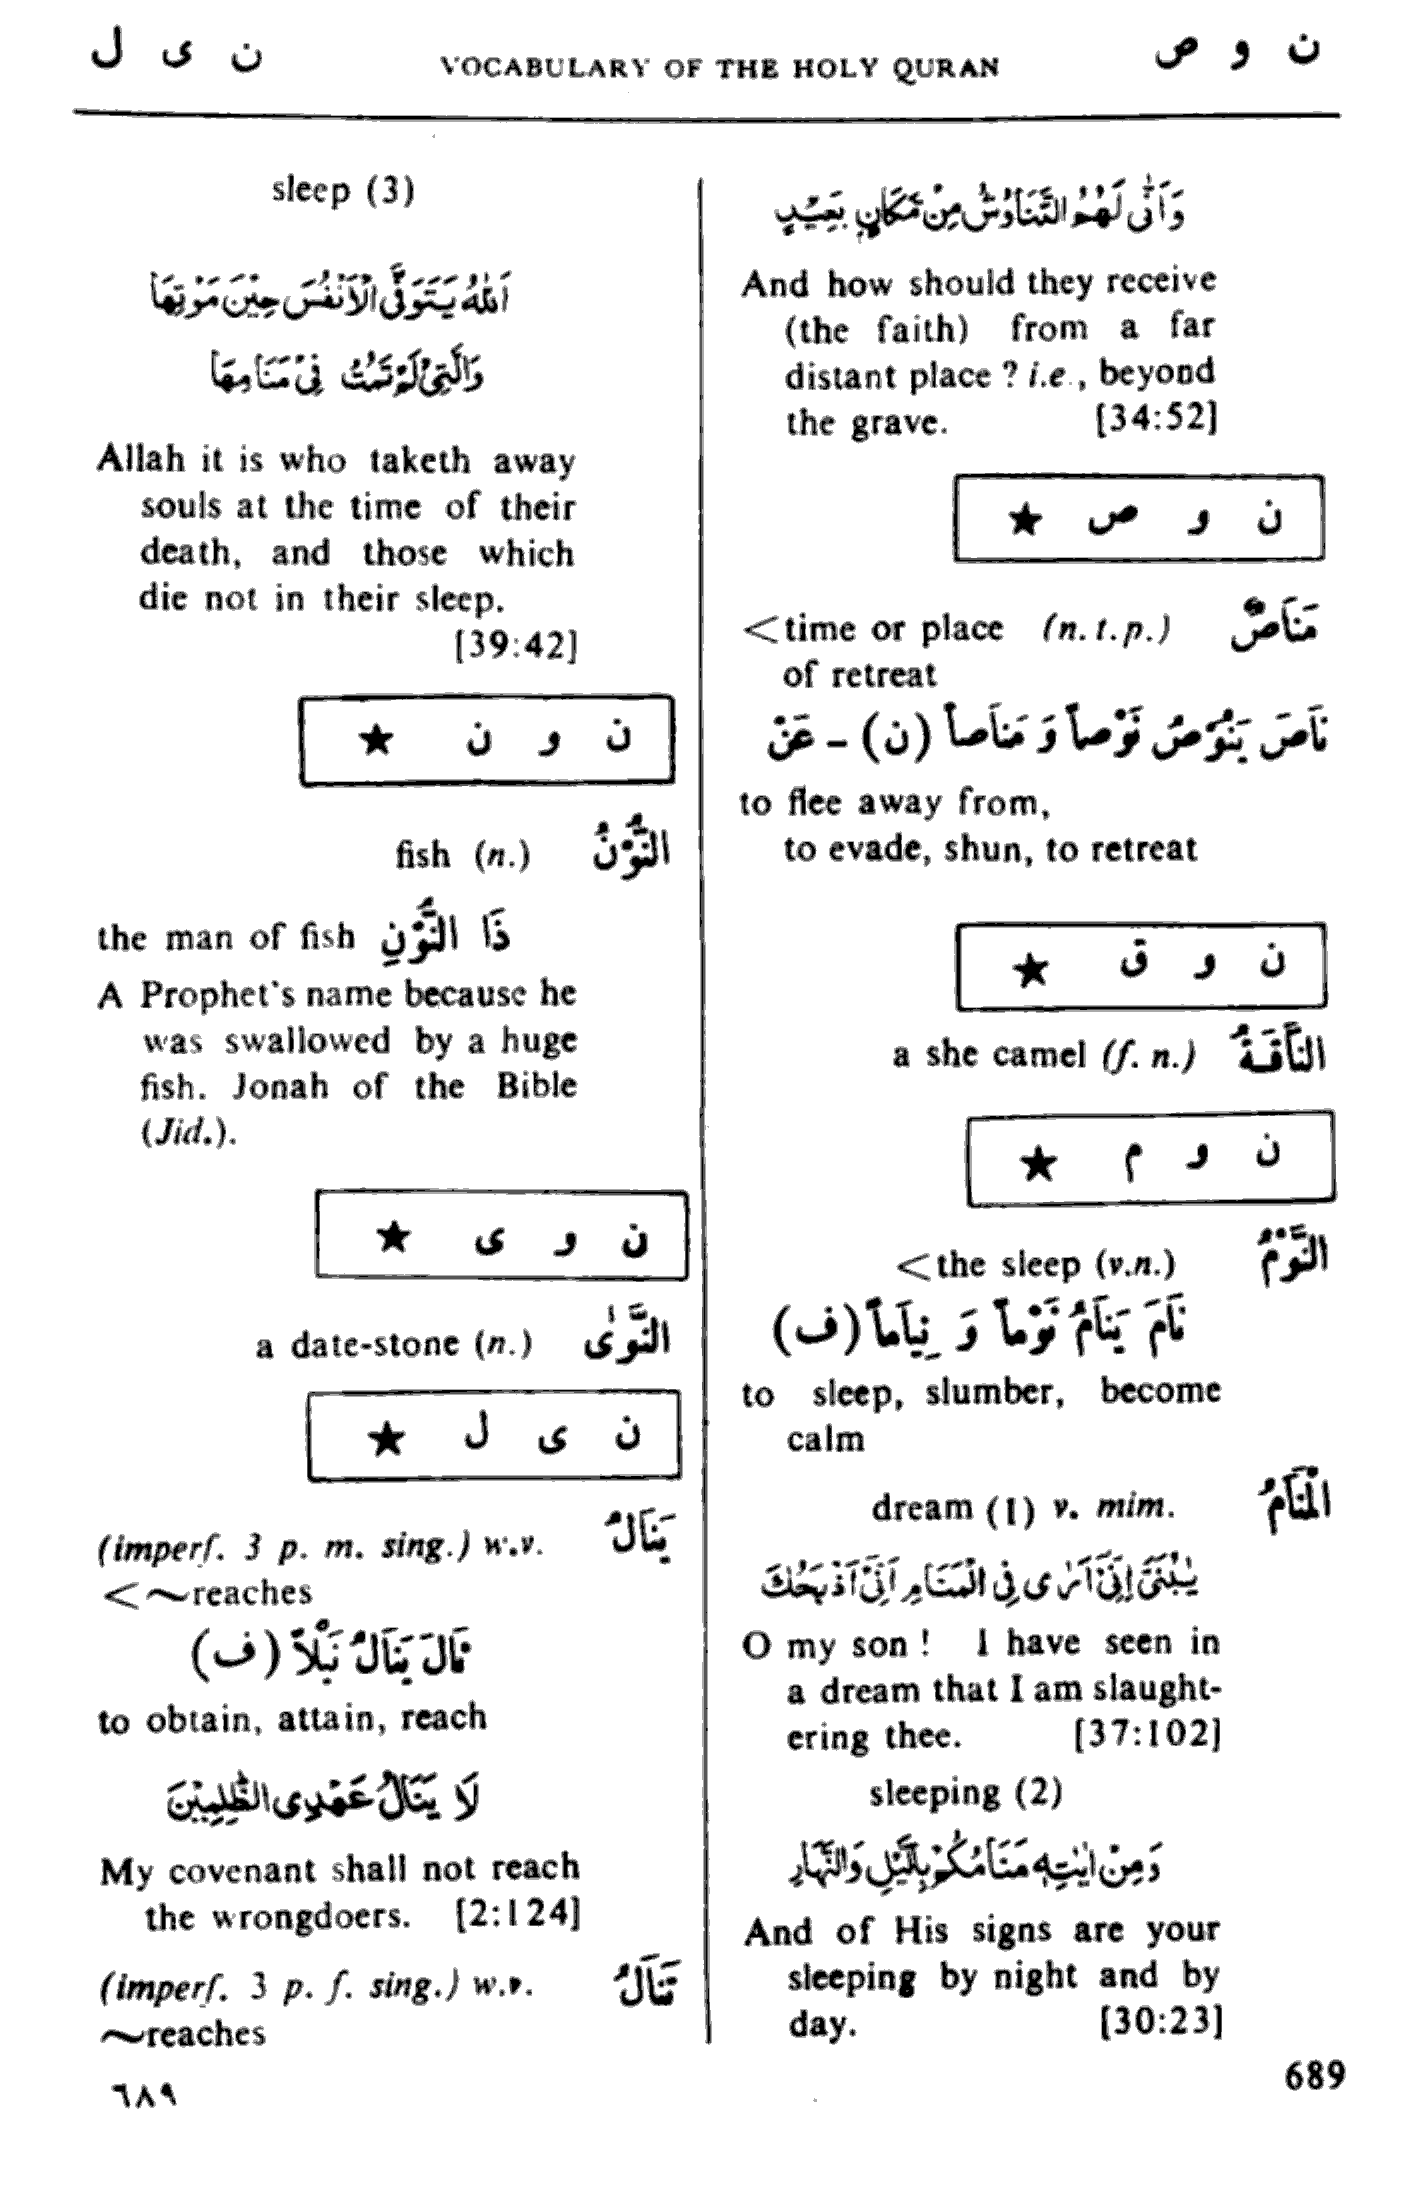 ن و ص
VOCABULARY OF THE HOLY QURAN
ن ی ل
وَاَنّٰى لَهُمُ التَّنَاوُشُ مِنْ مَّكَانٍۭ بَعِيْدٍ
And how should they receive
(the faith) from a far
distant place ? i.e., beyond
the grave. [34:52]
ن و ص ★
<time or place (n.t.p.) مَنَاصٌ
of retreat
نَاصَ يَنُوْصُ نَوْصاً وَ مَنَاصاً (ن) - عَنْ
to flee away from,
to evade, shun, to retreat
ن و ق ★
a she camel (f. n.) النَّاقَةُ
ن و م ★
<the sleep (v.n.) النَّوْمُ
نَامَ يَنَامُ نَوْماً وَ نِيَاماً (ف)
to sleep, slumber, become
calm
dream (1) v. mim. الْمَنَامُ
يٰبُنَيَّ اِنِّيْٓ اَرٰى فِى الْمَنَامِ اَنِّيْٓ اَذْبَحُكَ
O my son ! I have seen in
a dream that I am slaught-
ering thee. [37:102]
sleeping (2)
وَمِنْ اٰيٰتِهٖ مَنَامُكُمْ بِالَّيْلِ وَالنَّهَارِ
And of His signs are your
sleeping by night and by
day. [30:23]
sleep (3)
اَللّٰهُ يَتَوَفَّى الْاَنْفُسَ حِيْنَ مَوْتِهَا
وَالَّتِيْ لَمْ تَمُتْ فِيْ مَنَامِهَا
Allah it is who taketh away
souls at the time of their
death, and those which
die not in their sleep.
[39:42]
ن و ن ★
fish (n.) النُّوْنُ
the man of fish ذَا النُّوْنِ
A Prophet's name because he
was swallowed by a huge
fish. Jonah of the Bible
(Jid.).
ن و ی ★
a date-stone (n.) النَّوٰى
ن ی ل ★
(imperf. 3 p. m. sing.) w.v. يَنَالُ
<~reaches
نَالَ يَنَالُ نَيْلاً (ف)
to obtain, attain, reach
لَا يَنَالُ عَهْدِى الظّٰلِمِيْنَ
My covenant shall not reach
the wrongdoers. [2:124]
(imperf. 3 p. f. sing.) w.v. تَنَالُ
~reaches
٦٨٩
689